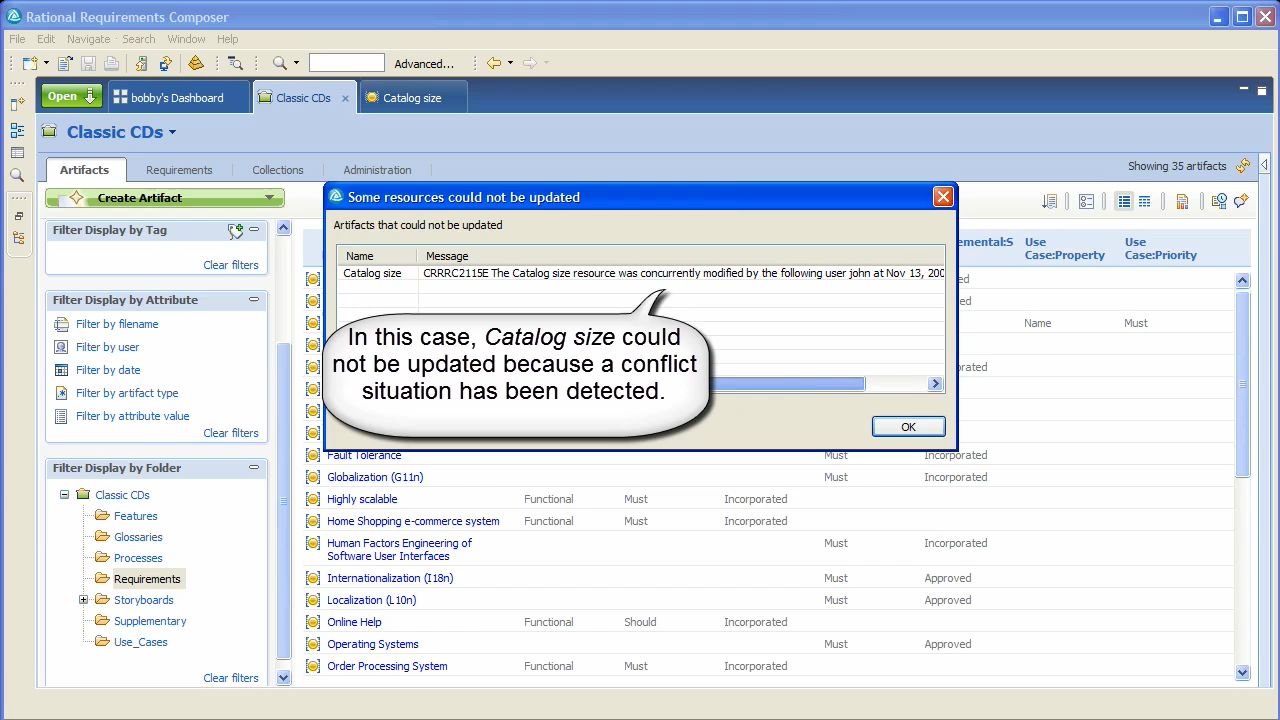 Rational Requirements Composer
File Edit Navigate Search Window Help
Advanced...
Open bobby's Dashboard Classic CDs Catalog size
Classic CDs
Artifacts Requirements Collections Administration Showing 35 artifacts
Create Artifact
Filter Display by Tag
Clear filters
Filter Display by Attribute
Filter by filename
Filter by user
Filter by date
Filter by artifact type
Filter by attribute value
Clear filters
Filter Display by Folder
Classic CDs
Features
Glossaries
Processes
Requirements
Storyboards
Supplementary
Use_Cases
Clear filters
Some resources could not be updated
Artifacts that could not be updated
Name Message
Catalog size CRRRC2115E The Catalog size resource was concurrently modified by the following user john at Nov 13, 200
In this case, Catalog size could
not be updated because a conflict
situation has been detected.
OK
emental:S Use Case:Property Use Case:Priority
ed
ed
Name Must
orated
Fault Tolerance Must Incorporated
Globalization (G11n) Must Incorporated
Highly scalable Functional Must Incorporated
Home Shopping e-commerce system Functional Must Incorporated
Human Factors Engineering of Must Incorporated
Software User Interfaces
Internationalization (I18n) Must Approved
Localization (L10n) Must Approved
Online Help Functional Should Incorporated
Operating Systems Must Approved
Order Processing System Functional Must Incorporated